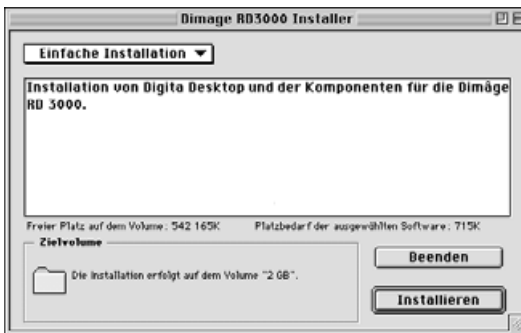 Dimage RD3000 Installer
Einfache Installation
Installation von Digita Desktop und der Komponenten für die Dimâge
RD 3000.
Freier Platz auf dem Volume: 542 165K Platzbedarf der ausgewählten Software: 715K
Zielvolume
Die Installation erfolgt auf dem Volume "2 GB".
Beenden
Installieren